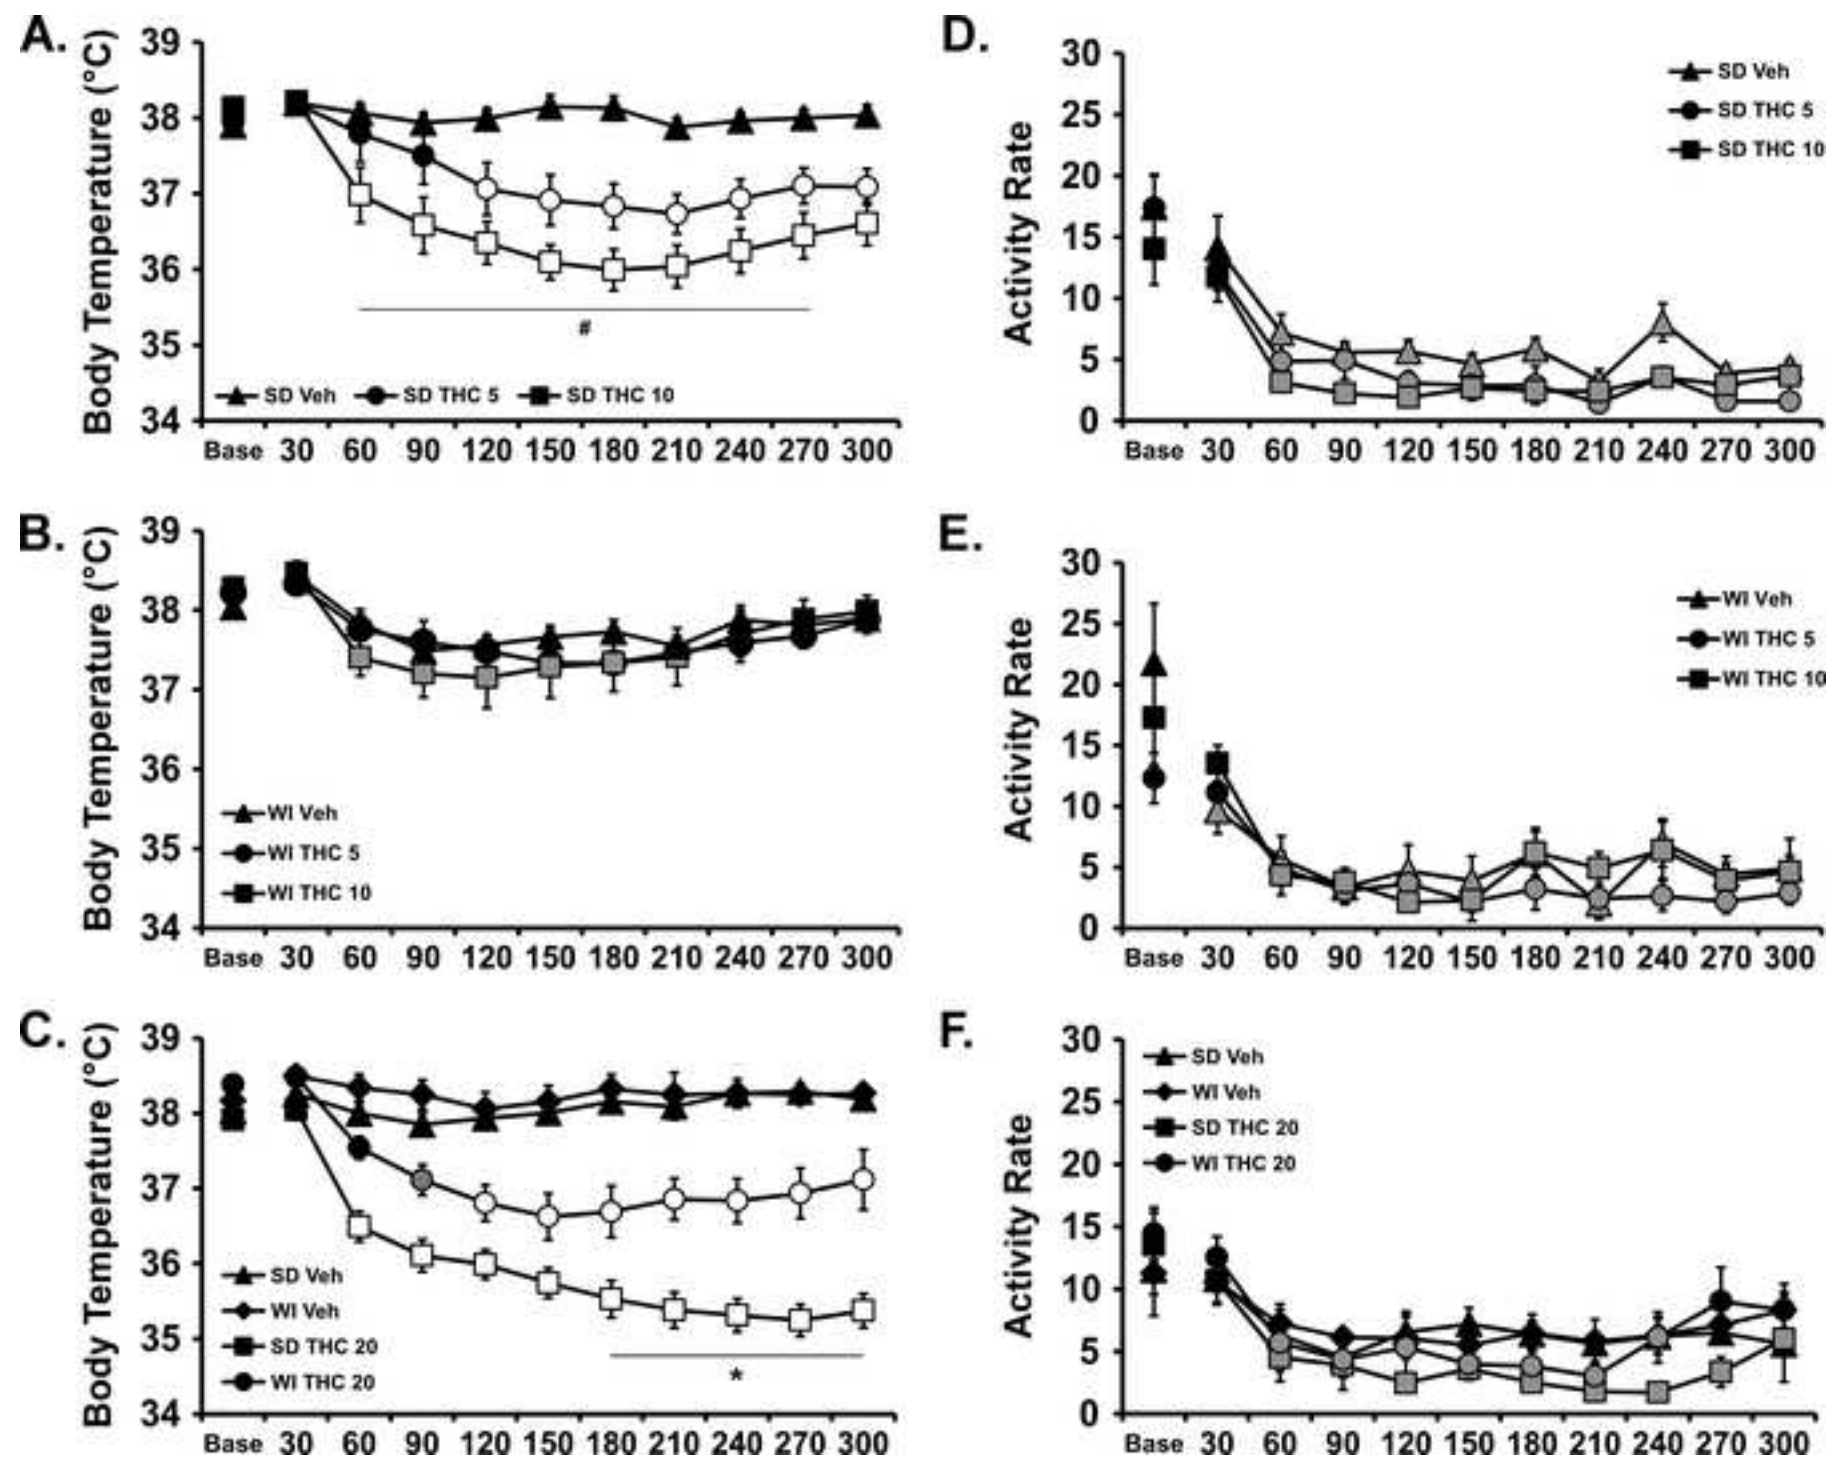 A.
Body Temperature (°C)
39
38
37
36
35
34
#
SD Veh SD THC 5 SD THC 10
Base 30 60 90 120 150 180 210 240 270 300
D.
Activity Rate
30
25
20
15
10
5
0
SD Veh
SD THC 5
SD THC 10
Base 30 60 90 120 150 180 210 240 270 300
B.
Body Temperature (°C)
39
38
37
36
35
34
WI Veh
WI THC 5
WI THC 10
Base 30 60 90 120 150 180 210 240 270 300
E.
Activity Rate
30
25
20
15
10
5
0
WI Veh
WI THC 5
WI THC 10
Base 30 60 90 120 150 180 210 240 270 300
C.
Body Temperature (°C)
39
38
37
36
35
34
SD Veh
WI Veh
SD THC 20
WI THC 20
*
Base 30 60 90 120 150 180 210 240 270 300
F.
Activity Rate
30
25
20
15
10
5
0
SD Veh
WI Veh
SD THC 20
WI THC 20
Base 30 60 90 120 150 180 210 240 270 300